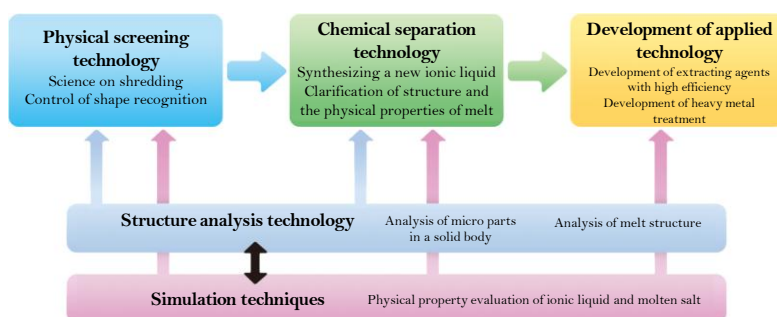 Physical screening
technology
Science on shredding
Control of shape recognition
Chemical separation
technology
Synthesizing a new ionic liquid
Clarification of structure and
the physical properties of melt
Development of applied
technology
Development of extracting agents
with high efficiency
Development of heavy metal
treatment
Structure analysis technology
Analysis of micro parts
in a solid body
Analysis of melt structure
Simulation techniques
Physical property evaluation of ionic liquid and molten salt